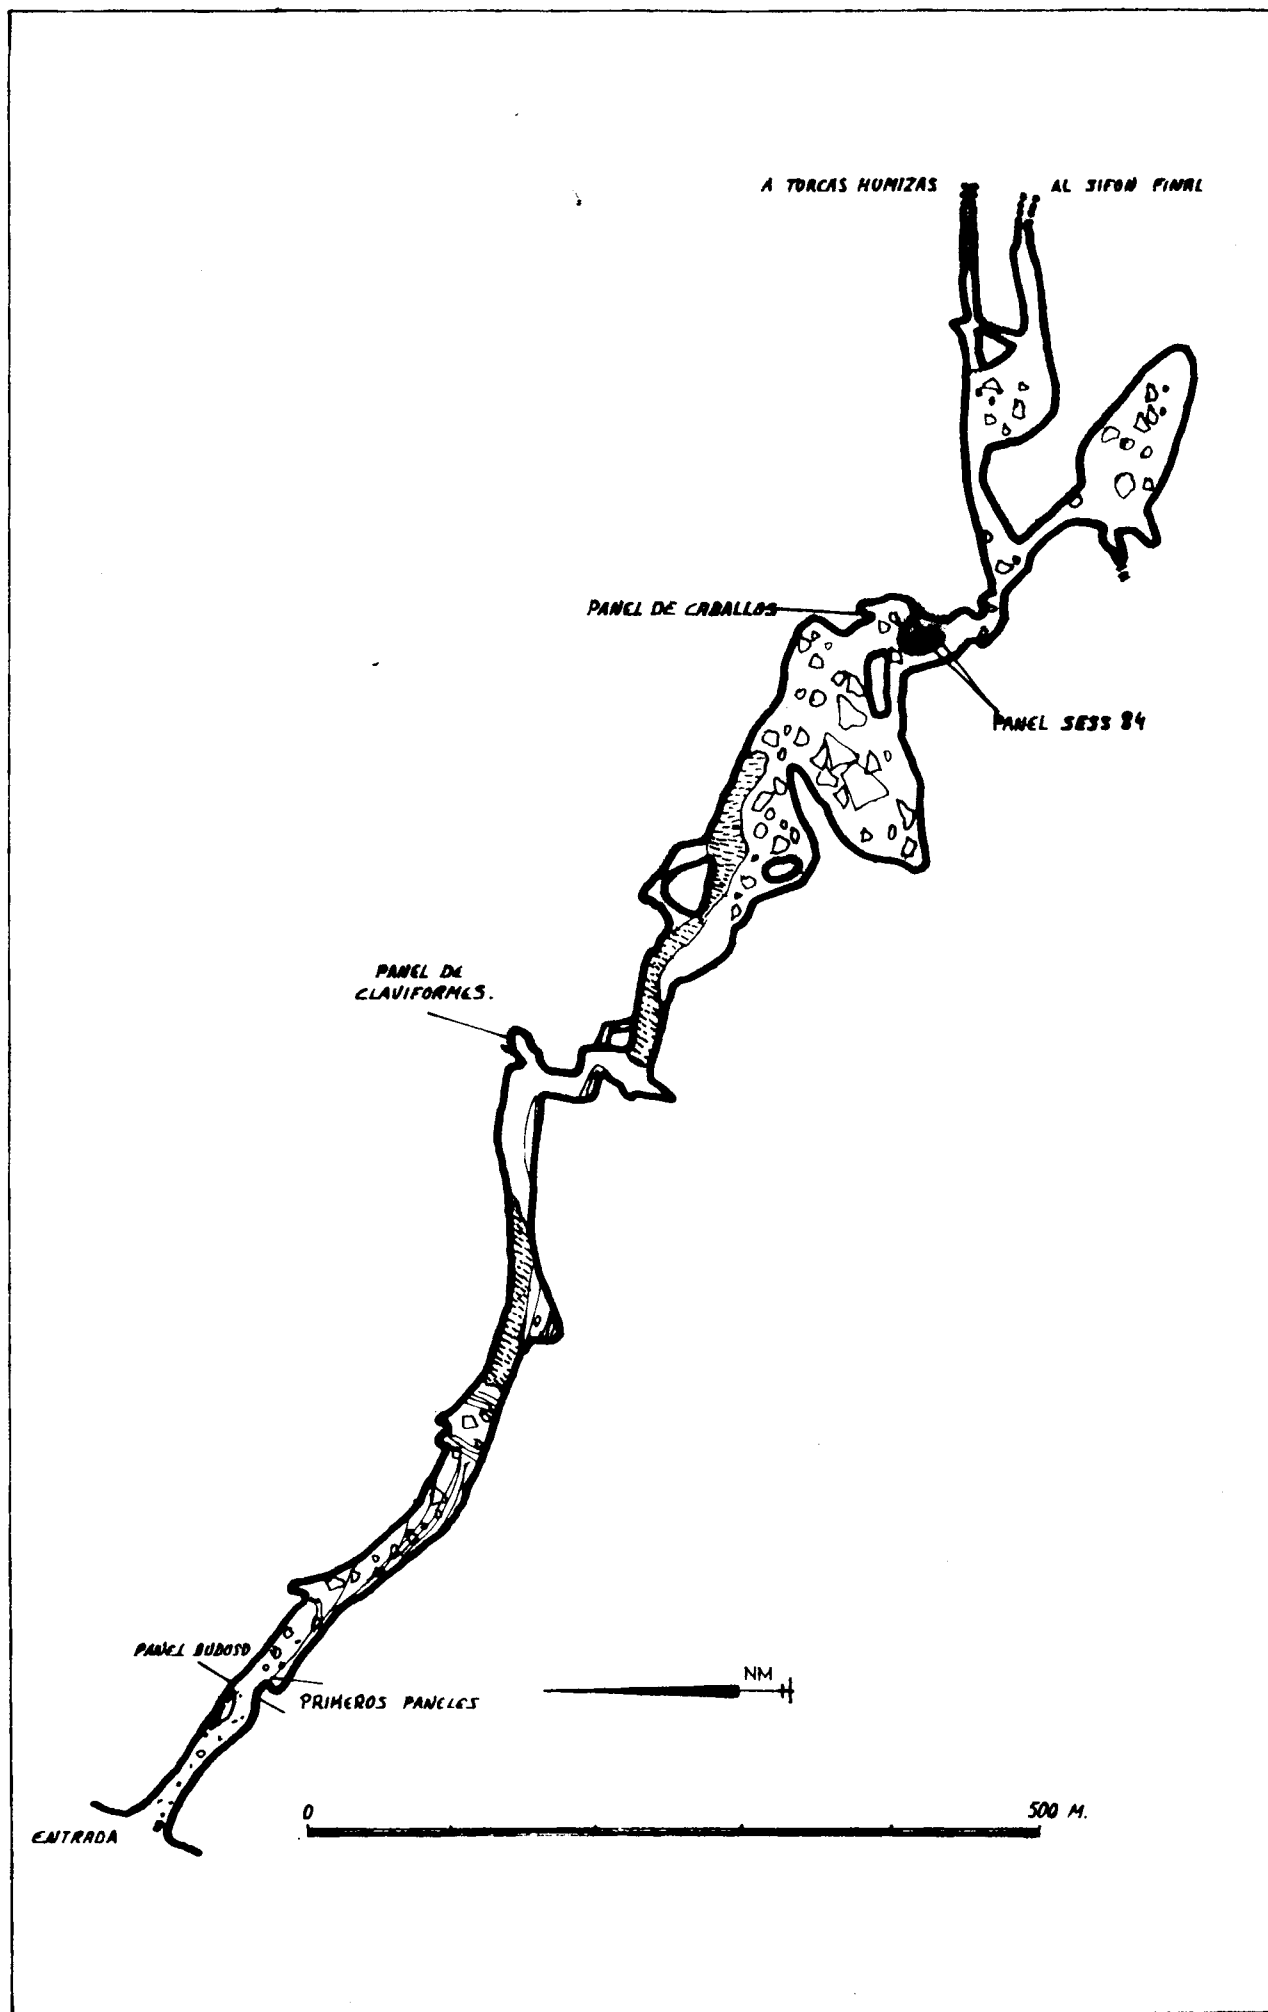 A TORCAS HUMIZAS
AL SIFON FINAL
PANEL DE CABALLOS
PANEL SESS 84
PANEL DE
CLAVIFORMES.
PANEL DUDOSO
PRIMEROS PANELES
NM
0
500 M.
ENTRADA